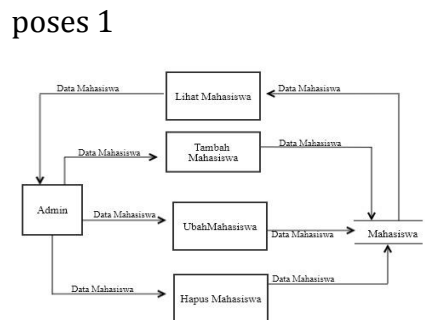 poses 1
Data Mahasiswa
Data Mahasiswa
Lihat Mahasiswa
Data Mahasiswa
Data Mahasiswa
Tambah
Mahasiswa
Admin
Data Mahasiswa
UbahMahasiswa
Data Mahasiswa
Mahasiswa
Data Mahasiswa
Data Mahasiswa
Hapus Mahasiswa